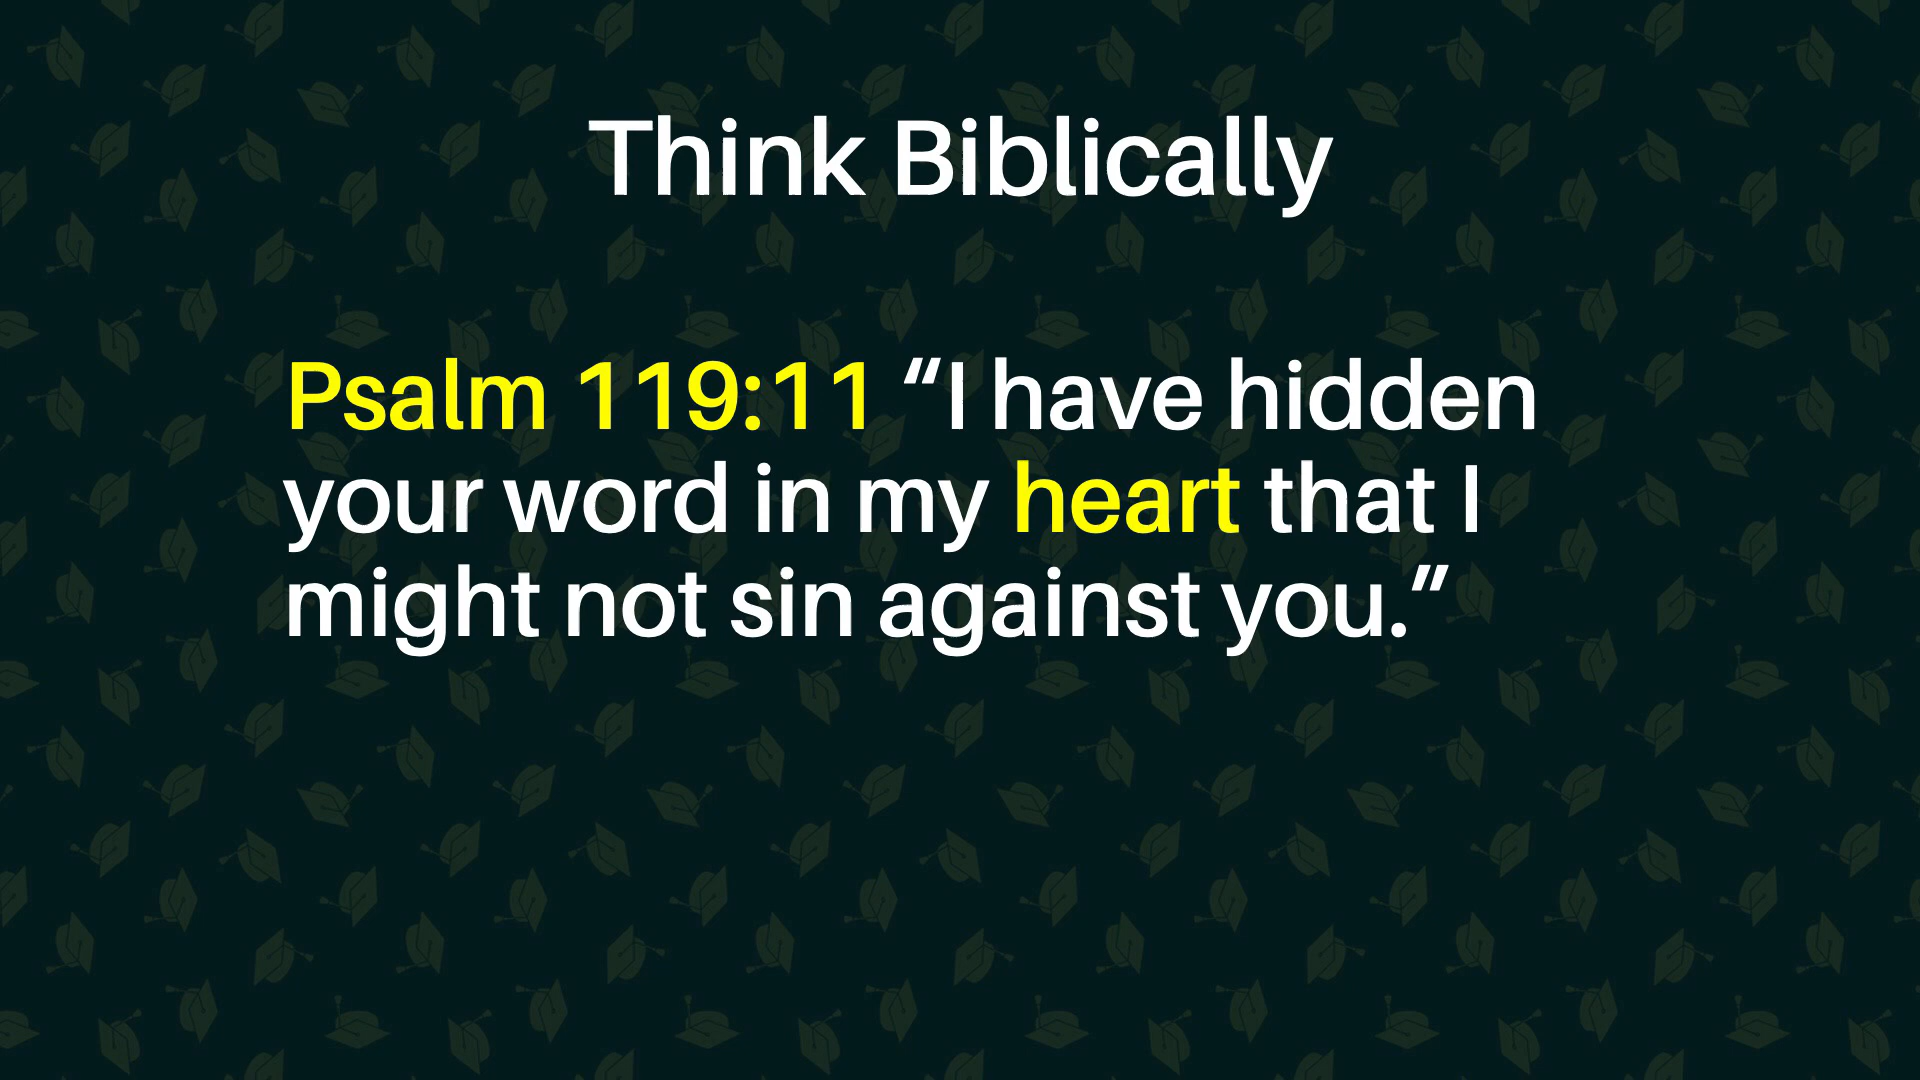 Think Biblically
Psalm 119:11 “I have hidden
your word in my heart that I
might not sin against you.”